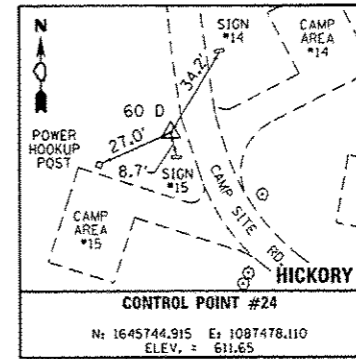 N
SIGN
#14
CAMP
AREA
#14
34.2'
60 D
POWER
HOOKUP
POST
27.0'
8.7'
SIGN
#15
CAMP SITE RD.
CAMP
AREA
#15
HICKORY
CONTROL POINT #24
N: 1645744.915 E: 1087478.110
ELEV. = 611.65